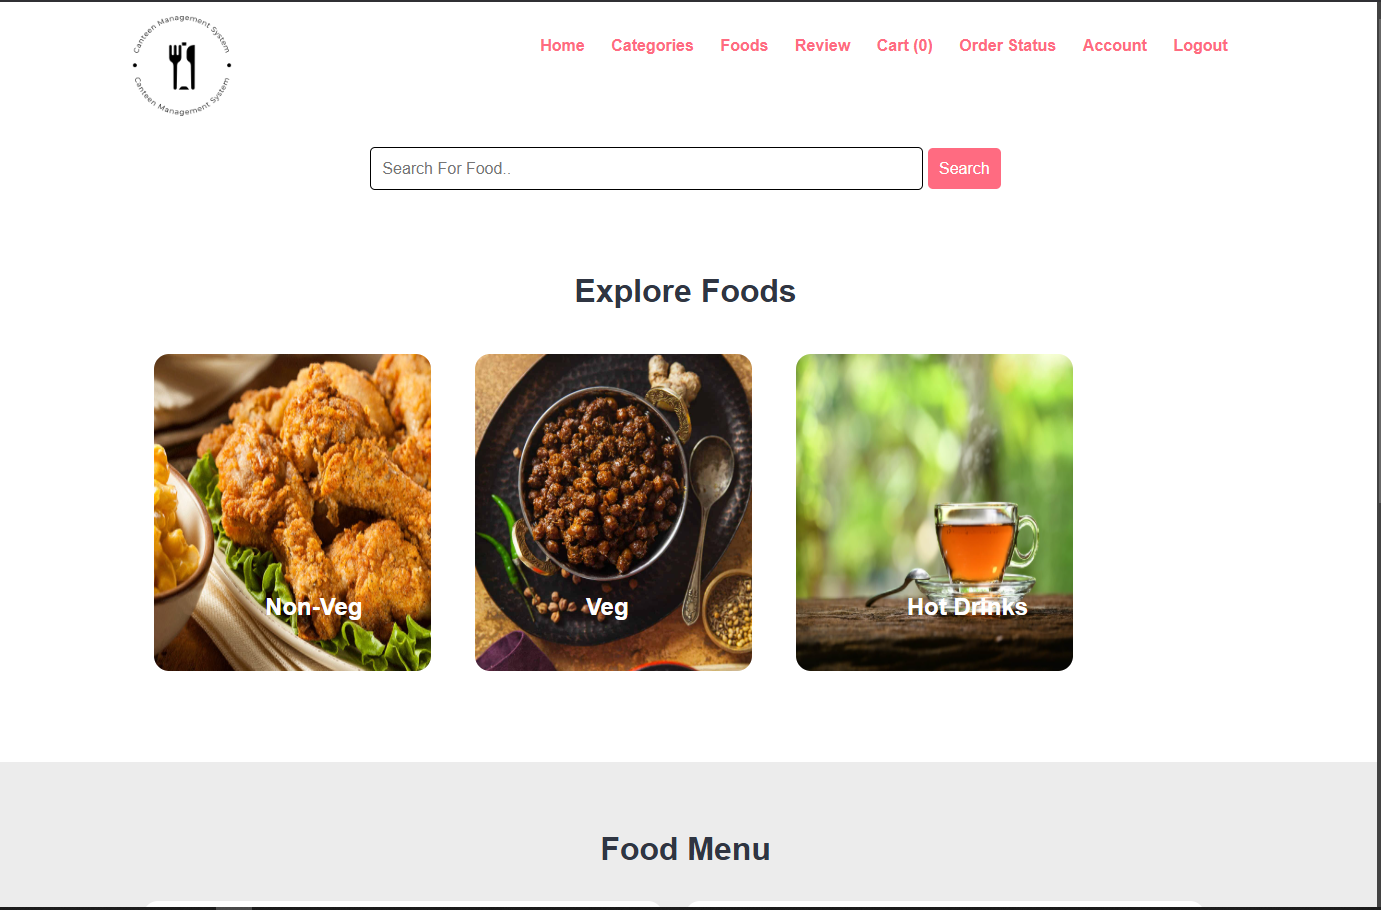 Canteen Management System
Canteen Management System
Home Categories Foods Review Cart (0) Order Status Account Logout
Search For Food.. Search
Explore Foods
Non-Veg Veg Hot Drinks
Food Menu